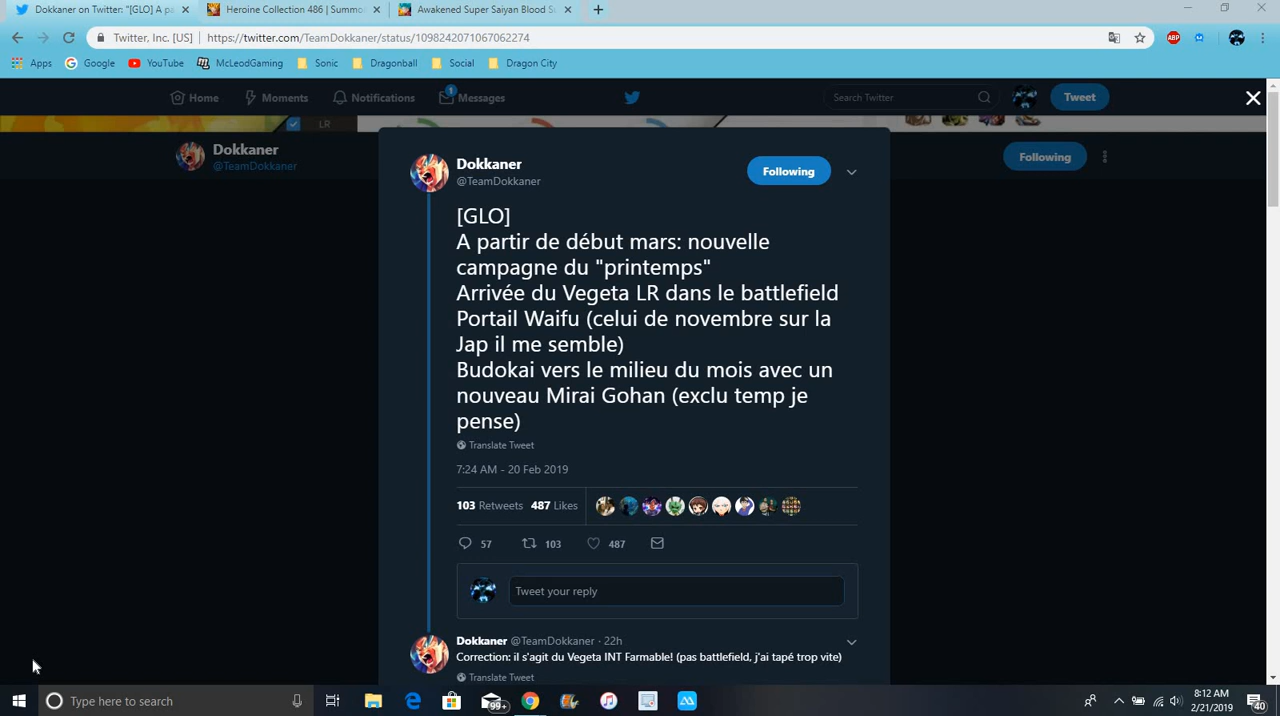 Dokkaner on Twitter: "[GLO] A pa
Heroine Collection 486 | Summo
Awakened Super Saiyan Blood S
Twitter, Inc. [US] | https://twitter.com/TeamDokkaner/status/1098242071067062274
ABP
Apps Google YouTube McLeodGaming Sonic Dragonball Social Dragon City
Home Moments Notifications 1 Messages Search Twitter Tweet
LR
Dokkaner
@TeamDokkaner
Following
Dokkaner
@TeamDokkaner
Following
[GLO]
A partir de début mars: nouvelle
campagne du "printemps"
Arrivée du Vegeta LR dans le battlefield
Portail Waifu (celui de novembre sur la
Jap il me semble)
Budokai vers le milieu du mois avec un
nouveau Mirai Gohan (exclu temp je
pense)
Translate Tweet
7:24 AM - 20 Feb 2019
103 Retweets 487 Likes
57 103 487
Tweet your reply
Dokkaner @TeamDokkaner · 22h
Correction: il s'agit du Vegeta INT Farmable! (pas battlefield, j'ai tapé trop vite)
Translate Tweet
Type here to search
99+
8:12 AM
2/21/2019
40